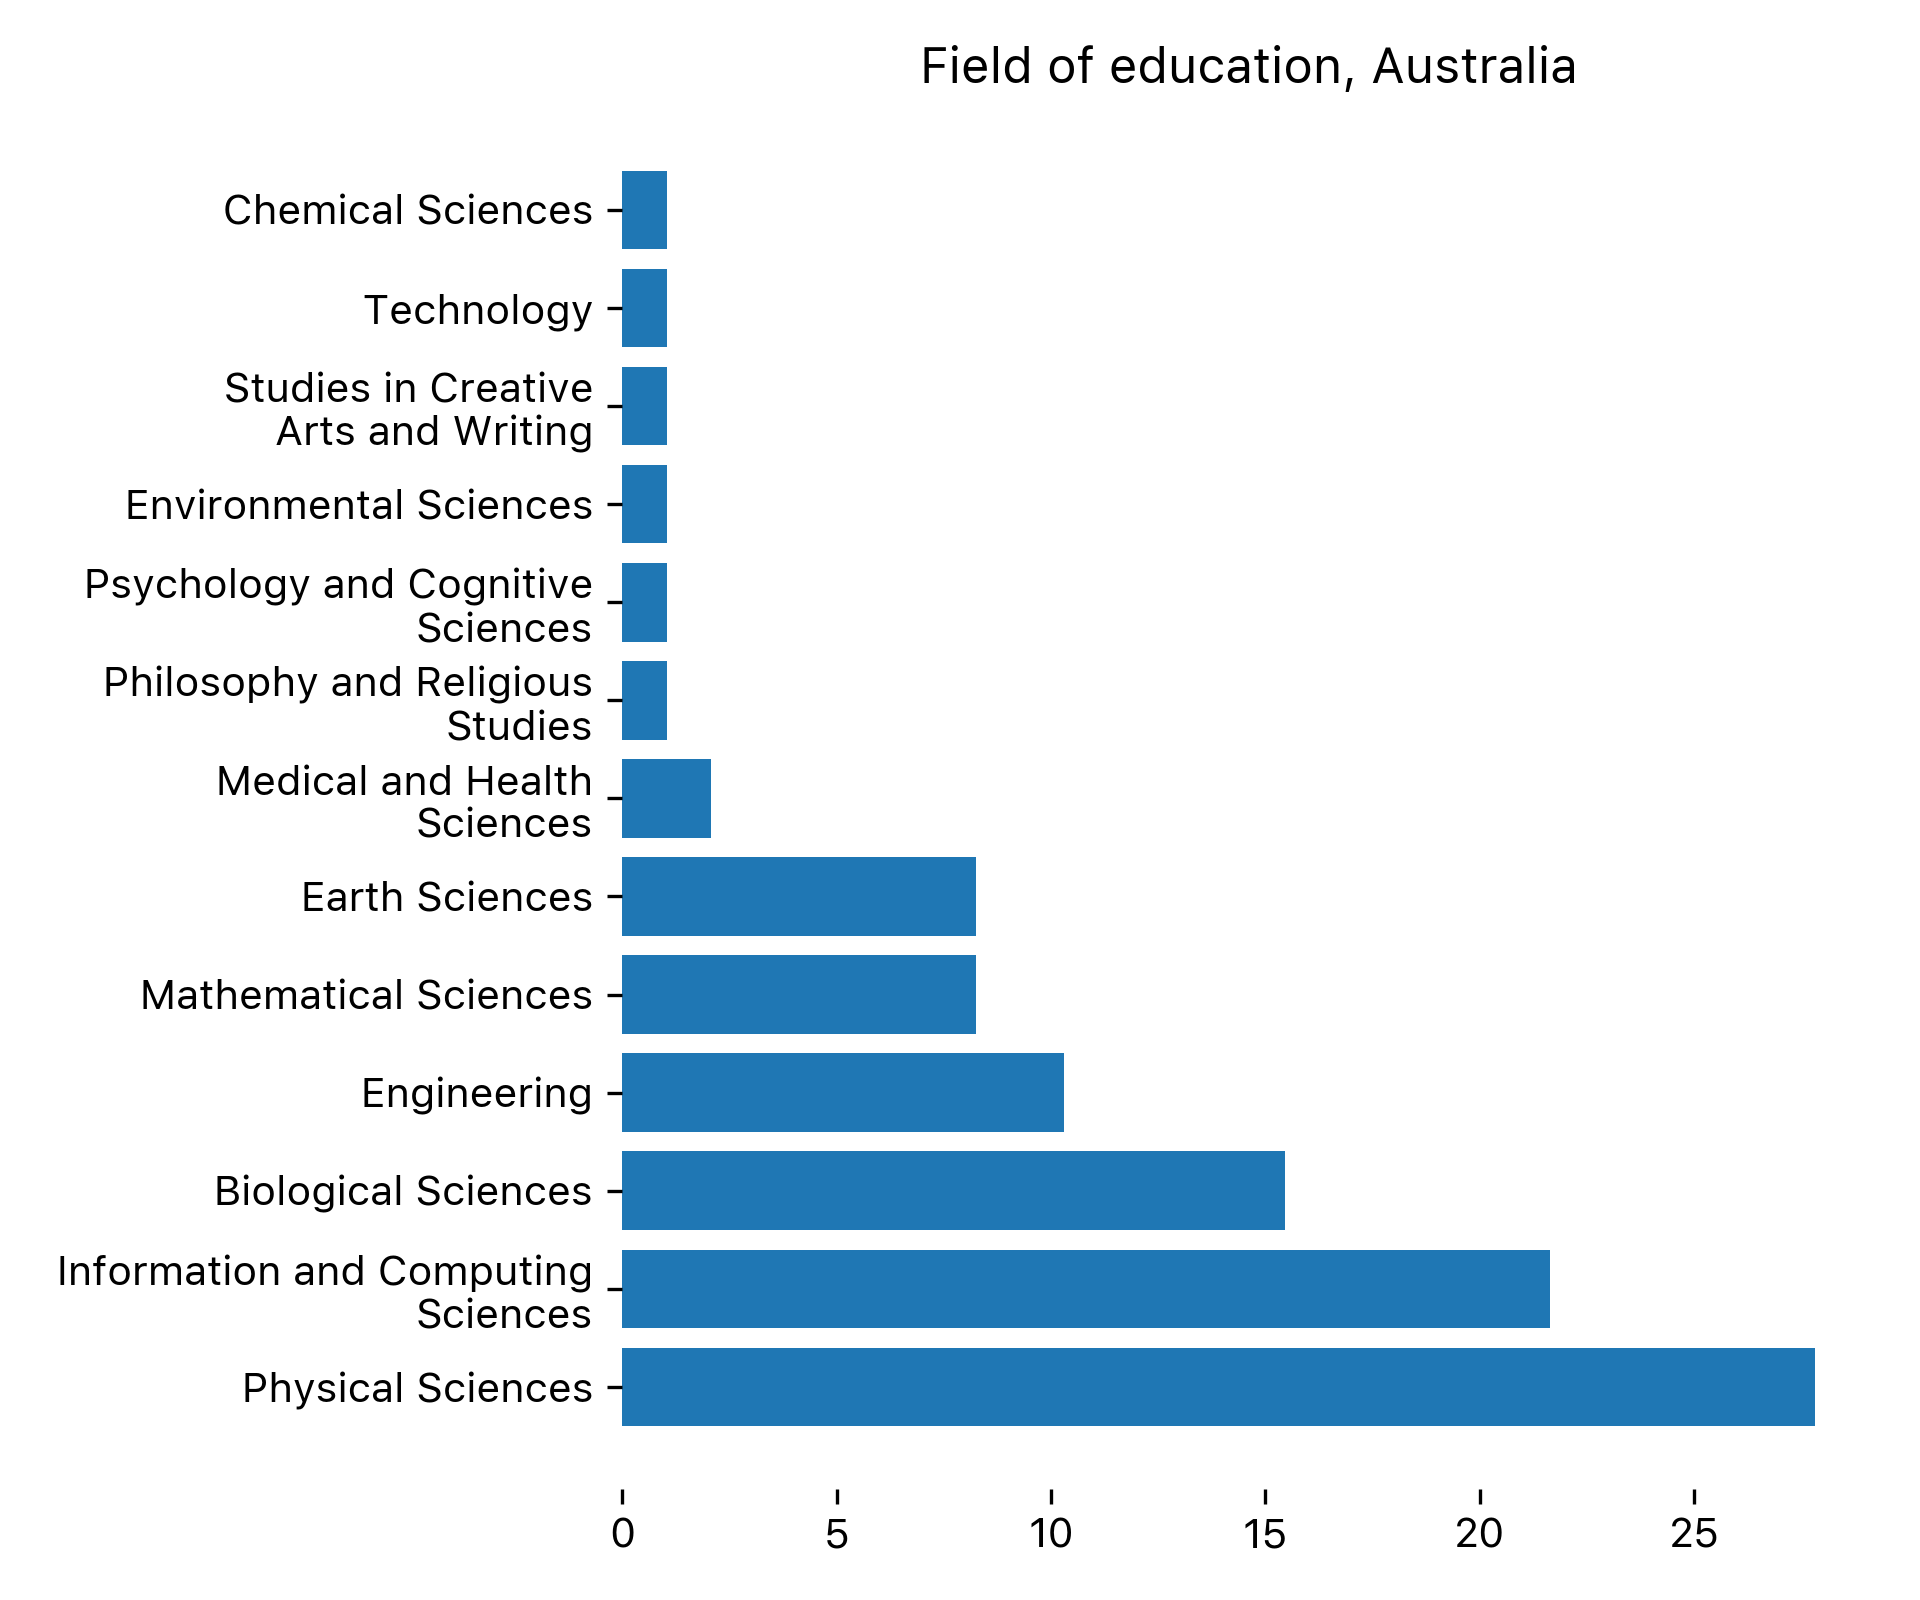 Field of education, Australia
Chemical Sciences
Technology
Studies in Creative
Arts and Writing
Environmental Sciences
Psychology and Cognitive
Sciences
Philosophy and Religious
Studies
Medical and Health
Sciences
Earth Sciences
Mathematical Sciences
Engineering
Biological Sciences
Information and Computing
Sciences
Physical Sciences
0 5 10 15 20 25